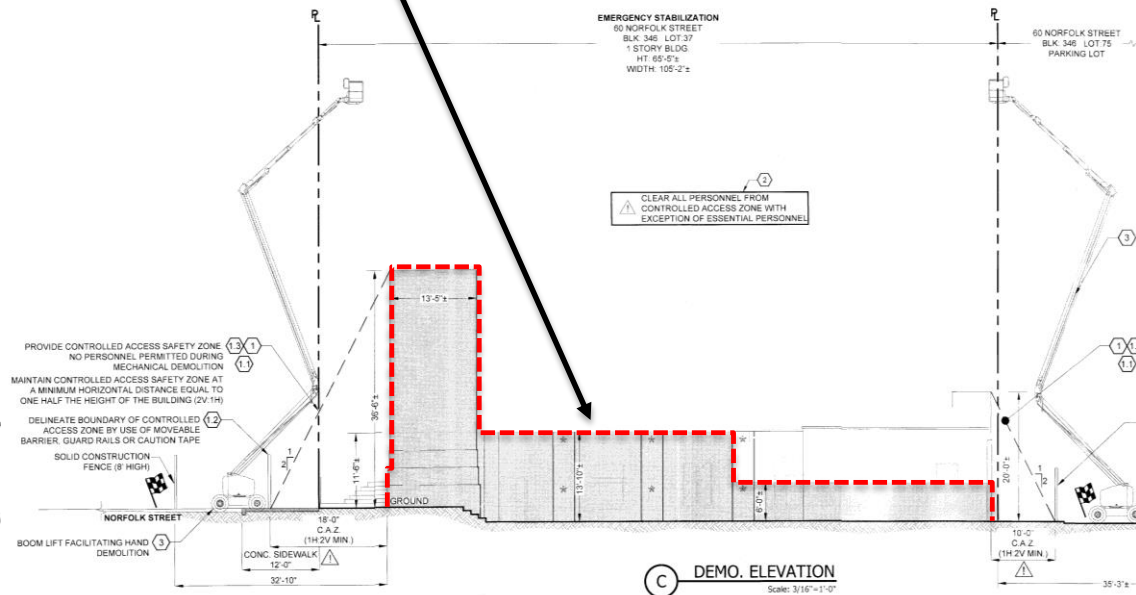 EMERGENCY STABILIZATION
60 NORFOLK STREET
BLK: 346 LOT:37
1 STORY BLDG.
HT: 65'-5"±
WIDTH: 105'-2"±
60 NORFOLK STREET
BLK: 346 LOT:75
PARKING LOT
2
CLEAR ALL PERSONNEL FROM
CONTROLLED ACCESS ZONE WITH
EXCEPTION OF ESSENTIAL PERSONNEL
3
13'-5"±
PROVIDE CONTROLLED ACCESS SAFETY ZONE 1.3 1
NO PERSONNEL PERMITTED DURING
MECHANICAL DEMOLITION 1.1
MAINTAIN CONTROLLED ACCESS SAFETY ZONE AT
A MINIMUM HORIZONTAL DISTANCE EQUAL TO
ONE HALF THE HEIGHT OF THE BUILDING (2V:1H)
DELINEATE BOUNDARY OF CONTROLLED 1.2
ACCESS ZONE BY USE OF MOVEABLE
BARRIER, GUARD RAILS OR CAUTION TAPE
SOLID CONSTRUCTION
FENCE (8' HIGH)
1
2
36'-6"±
11'-6"±
13'-10"±
6'-0"±
20'-0"±
1
1.1
1
2
GROUND
NORFOLK STREET
BOOM LIFT FACILITATING HAND 3
DEMOLITION
18'-0"
C.A.Z
(1H:2V MIN.)
CONC. SIDEWALK
12'-0"
32'-10"
C DEMO. ELEVATION
Scale: 3/16"=1'-0"
10'-0"
C.A.Z
(1H:2V MIN.)
35'-3"±